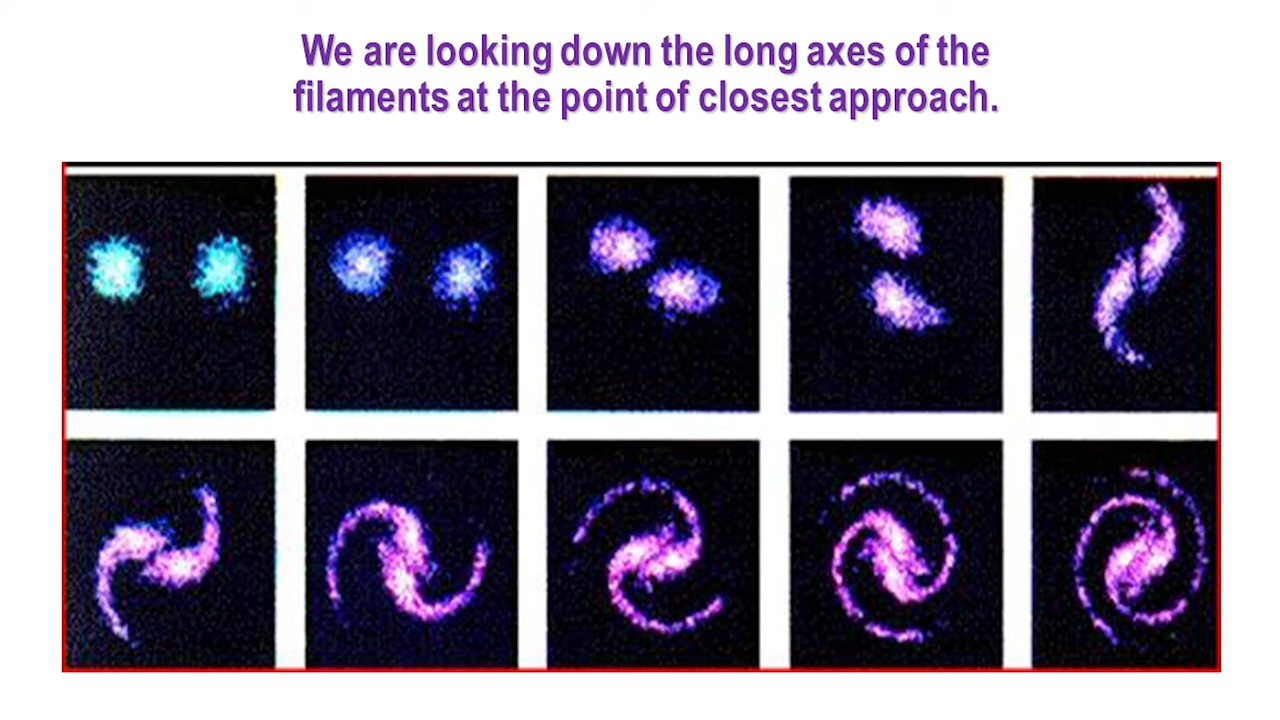 We are looking down the long axes of the
filaments at the point of closest approach.